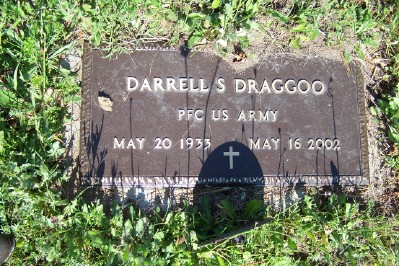 DARRELL S DRAGGOO
PFC US ARMY
MAY 20 1933 MAY 16 2002